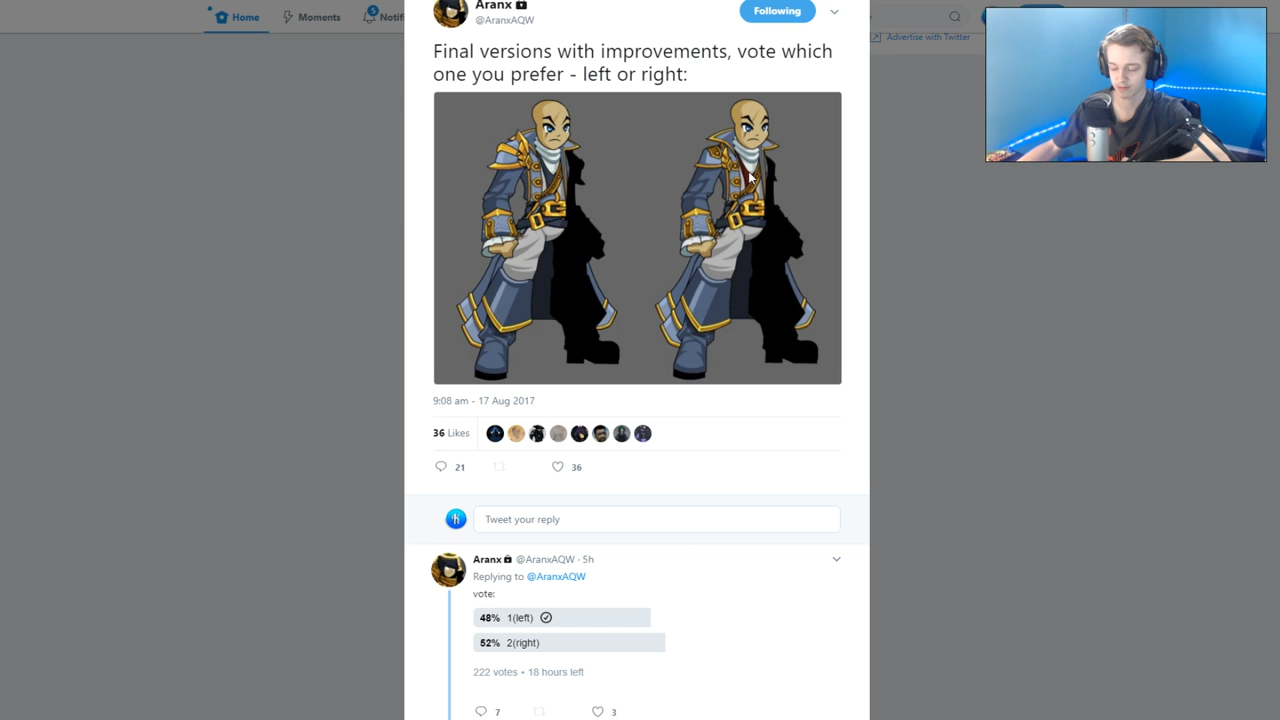 Home
Moments
5
Notifi
Advertise with Twitter
Aranx
@AranxAQW
Following
Final versions with improvements, vote which
one you prefer - left or right:
9:08 am - 17 Aug 2017
36 Likes
21
36
Tweet your reply
Aranx @AranxAQW · 5h
Replying to @AranxAQW
vote:
48% 1(left)
52% 2(right)
222 votes • 18 hours left
7
3